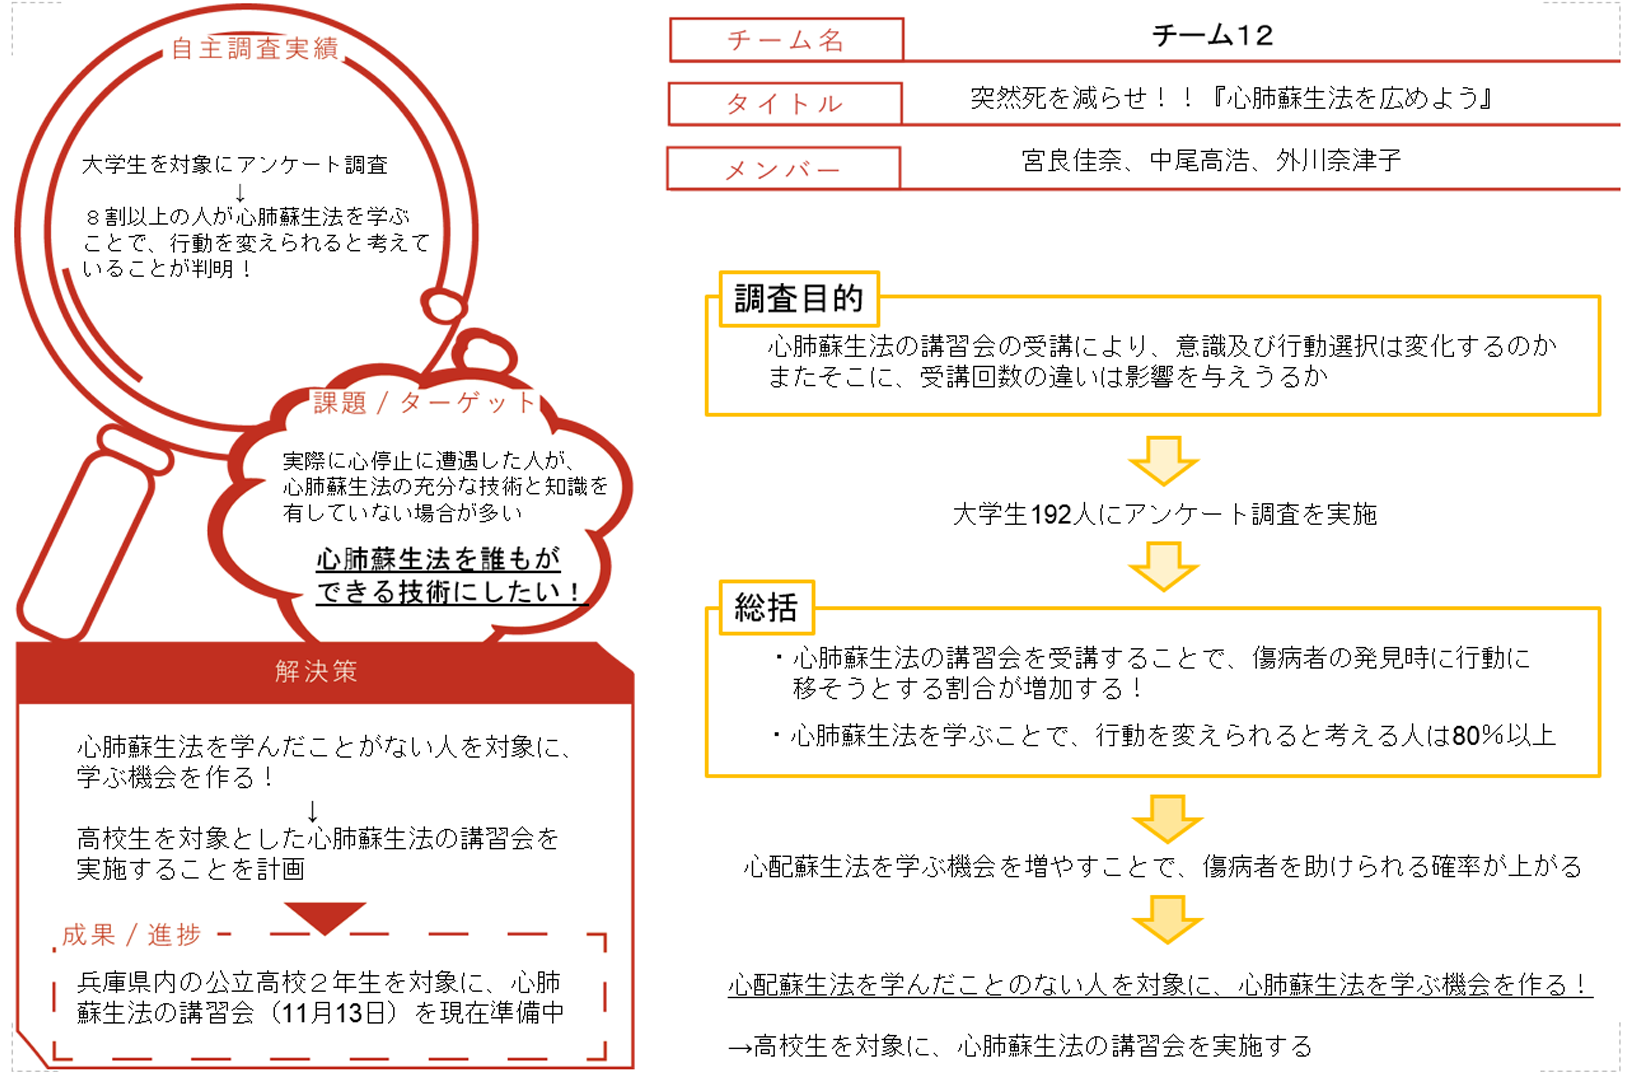 自主調査実績
大学生を対象にアンケート調査
↓
８割以上の人が心肺蘇生法を学ぶ
ことで、行動を変えられると考えて
いることが判明！
課題 / ターゲット
実際に心停止に遭遇した人が、
心肺蘇生法の充分な技術と知識を
有していない場合が多い
心肺蘇生法を誰もが
できる技術にしたい！
解決策
心肺蘇生法を学んだことがない人を対象に、
学ぶ機会を作る！
↓
高校生を対象とした心肺蘇生法の講習会を
実施することを計画
成果 / 進捗
兵庫県内の公立高校２年生を対象に、心肺
蘇生法の講習会（11月13日）を現在準備中
チーム名
チーム１２
タイトル
突然死を減らせ！！『心肺蘇生法を広めよう』
メンバー
宮良佳奈、中尾高浩、外川奈津子
調査目的
心肺蘇生法の講習会の受講により、意識及び行動選択は変化するのか
またそこに、受講回数の違いは影響を与えうるか
大学生192人にアンケート調査を実施
総括
・心肺蘇生法の講習会を受講することで、傷病者の発見時に行動に
移そうとする割合が増加する！
・心肺蘇生法を学ぶことで、行動を変えられると考える人は80％以上
心配蘇生法を学ぶ機会を増やすことで、傷病者を助けられる確率が上がる
心配蘇生法を学んだことのない人を対象に、心肺蘇生法を学ぶ機会を作る！
→高校生を対象に、心肺蘇生法の講習会を実施する